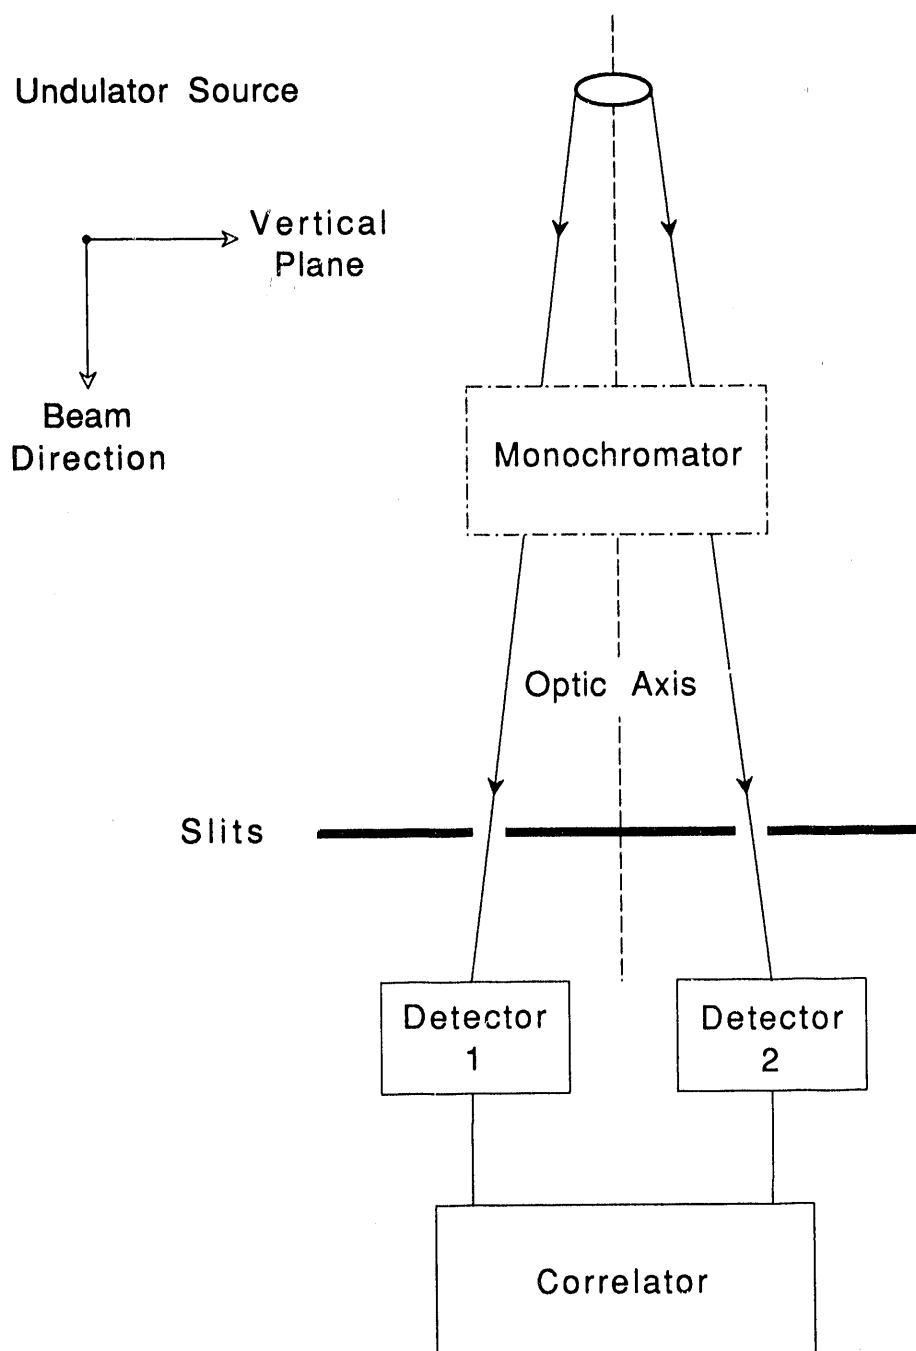 Undulator Source
Vertical
Plane
Beam
Direction
Monochromator
Optic Axis
Slits
Detector
1
Detector
2
Correlator